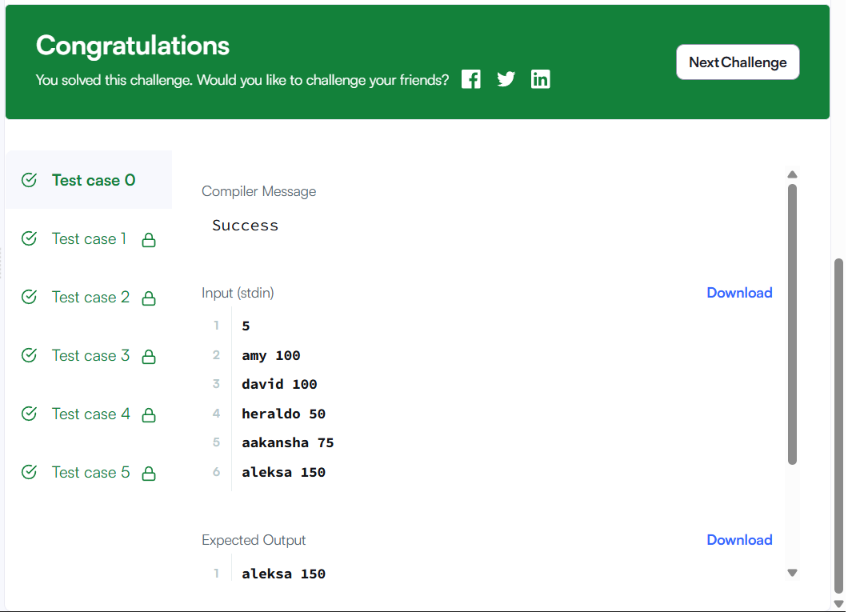 Congratulations
You solved this challenge. Would you like to challenge your friends?
Next Challenge
Test case 0
Test case 1
Test case 2
Test case 3
Test case 4
Test case 5
Compiler Message
Success
Input (stdin)
Download
1 5
2 amy 100
3 david 100
4 heraldo 50
5 aakansha 75
6 aleksa 150
Expected Output
Download
1 aleksa 150